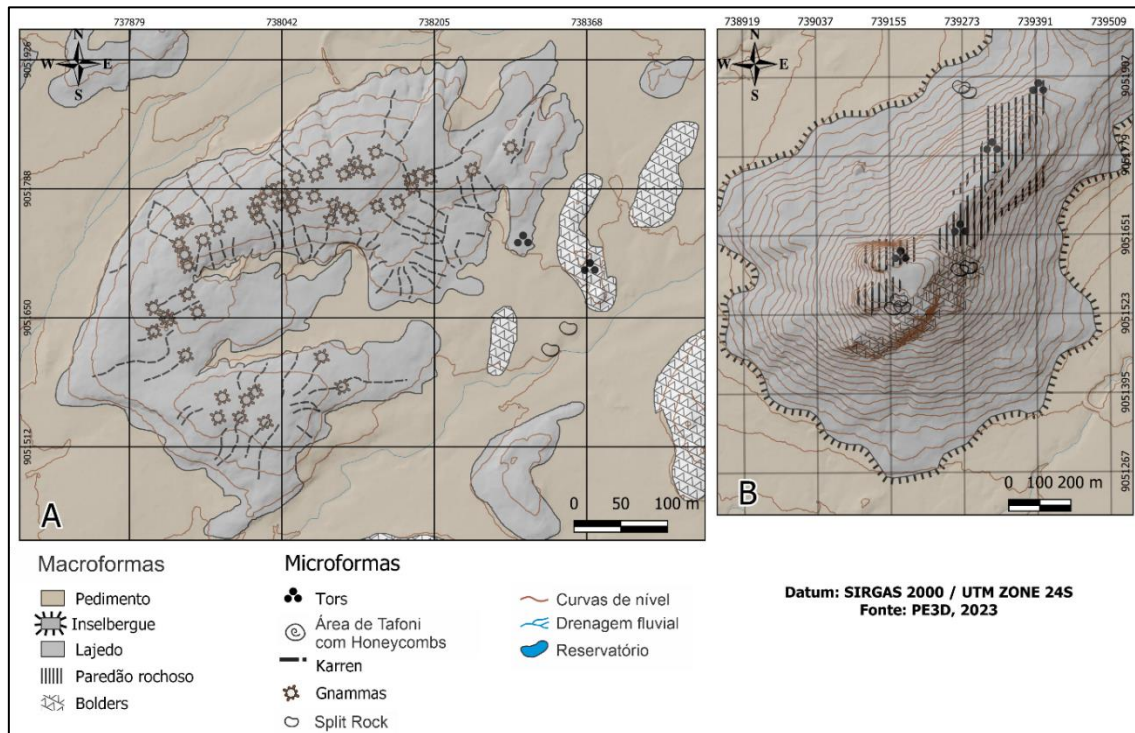 737879 738042 738205 738368
738919 739037 739155 739273 739391 739509
N
W E
S
9051926
9051788
9051650
9051512
A
0 50 100 m
N
W E
S
9051907
9051779
9051651
9051523
9051395
9051267
B
0 100 200 m
Macroformas
Pedimento
Inselbergue
Lajedo
Paredão rochoso
Bolders
Microformas
Tors
Área de Tafoni
com Honeycombs
Karren
Gnammas
Split Rock
Curvas de nível
Drenagem fluvial
Reservatório
Datum: SIRGAS 2000 / UTM ZONE 24S
Fonte: PE3D, 2023